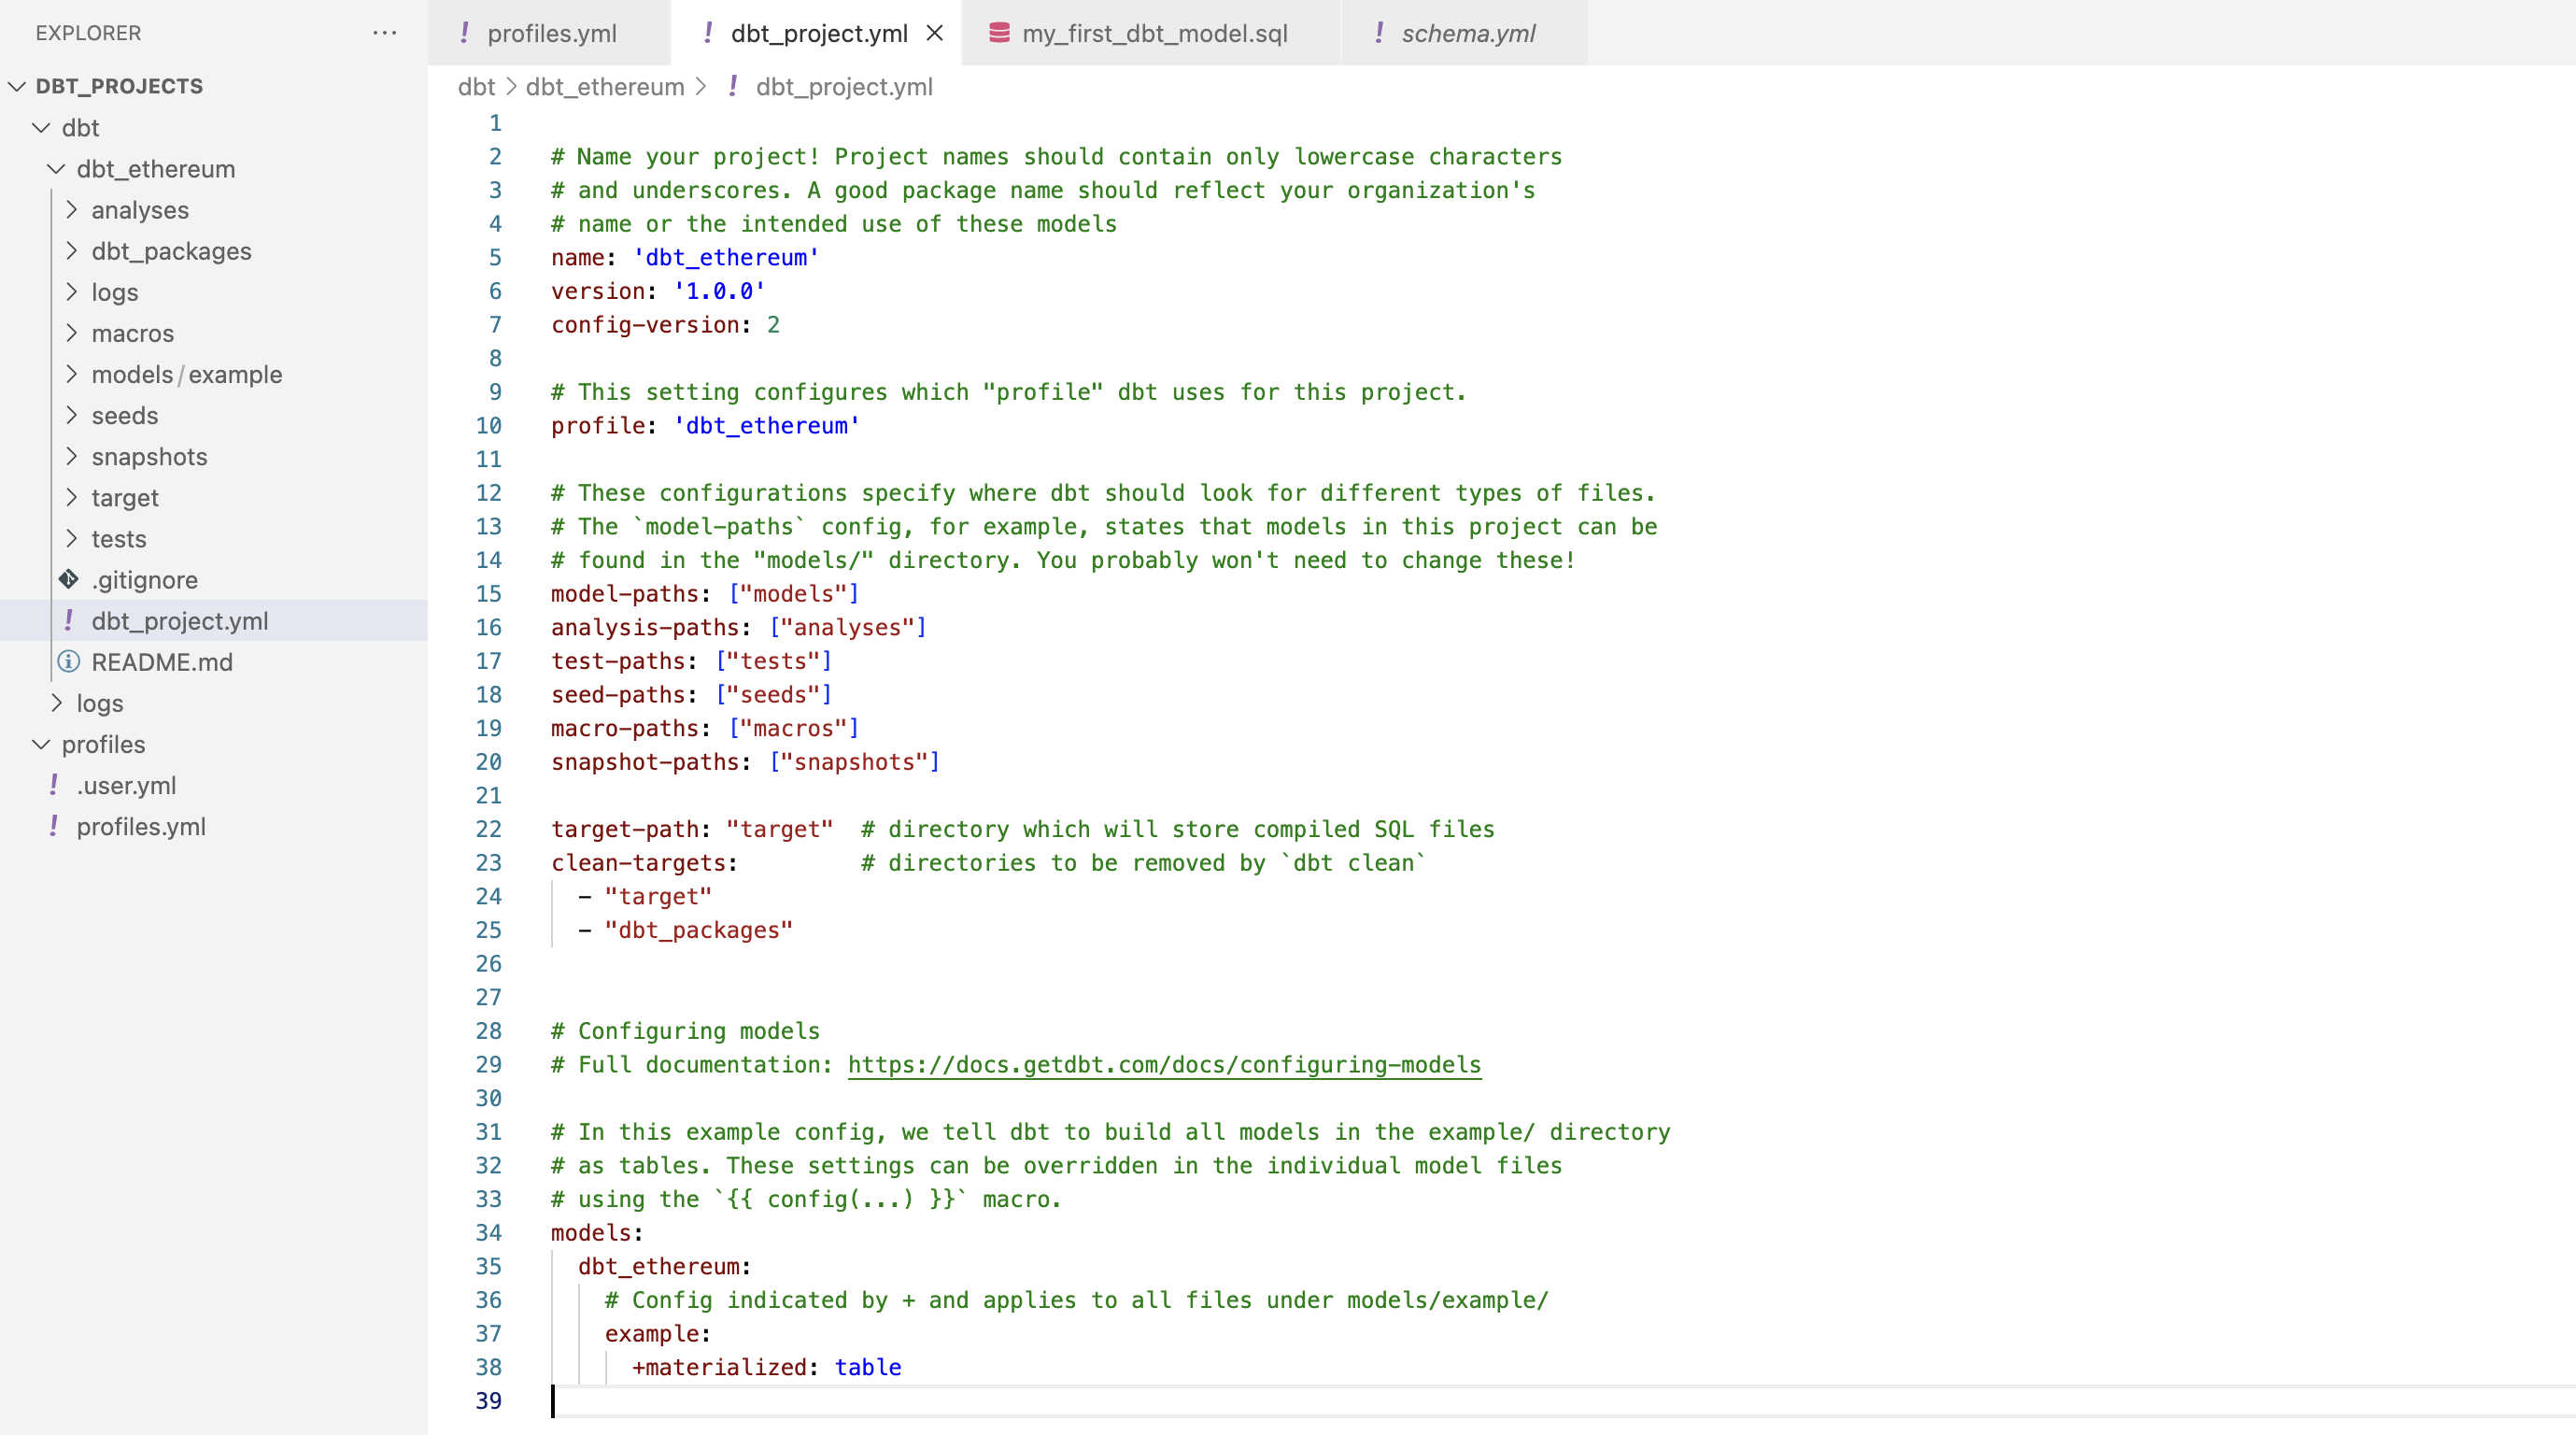 EXPLORER
DBT_PROJECTS
dbt
dbt_ethereum
analyses
dbt_packages
logs
macros
models/example
seeds
snapshots
target
tests
.gitignore
dbt_project.yml
README.md
logs
profiles
.user.yml
profiles.yml
profiles.yml
dbt_project.yml
my_first_dbt_model.sql
schema.yml
dbt > dbt_ethereum > ! dbt_project.yml
1
2 # Name your project! Project names should contain only lowercase characters
3 # and underscores. A good package name should reflect your organization's
4 # name or the intended use of these models
5 name: 'dbt_ethereum'
6 version: '1.0.0'
7 config-version: 2
8
9 # This setting configures which "profile" dbt uses for this project.
10 profile: 'dbt_ethereum'
11
12 # These configurations specify where dbt should look for different types of files.
13 # The `model-paths` config, for example, states that models in this project can be
14 # found in the "models/" directory. You probably won't need to change these!
15 model-paths: ["models"]
16 analysis-paths: ["analyses"]
17 test-paths: ["tests"]
18 seed-paths: ["seeds"]
19 macro-paths: ["macros"]
20 snapshot-paths: ["snapshots"]
21
22 target-path: "target"  # directory which will store compiled SQL files
23 clean-targets:         # directories to be removed by `dbt clean`
24   - "target"
25   - "dbt_packages"
26
27
28 # Configuring models
29 # Full documentation: https://docs.getdbt.com/docs/configuring-models
30
31 # In this example config, we tell dbt to build all models in the example/ directory
32 # as tables. These settings can be overridden in the individual model files
33 # using the `{{ config(...) }}` macro.
34 models:
35   dbt_ethereum:
36     # Config indicated by + and applies to all files under models/example/
37     example:
38       +materialized: table
39